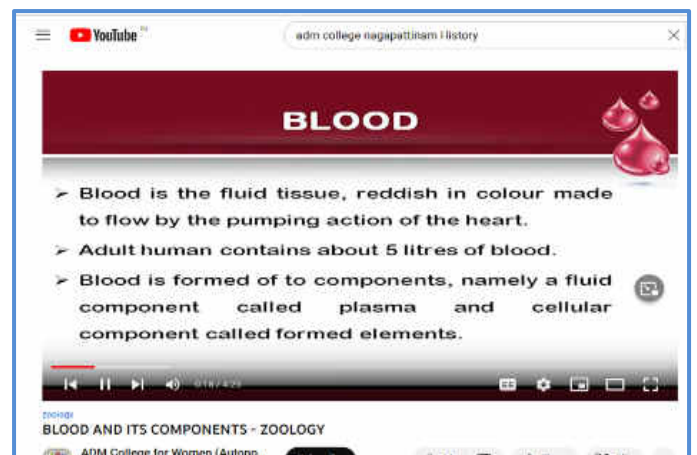 YouTube
adm college nagapattinam History
BLOOD
➢ Blood is the fluid tissue, reddish in colour made
to flow by the pumping action of the heart.
➢ Adult human contains about 5 litres of blood.
➢ Blood is formed of to components, namely a fluid
component called plasma and cellular
component called formed elements.
zoology
BLOOD AND ITS COMPONENTS - ZOOLOGY
ADM College for Women